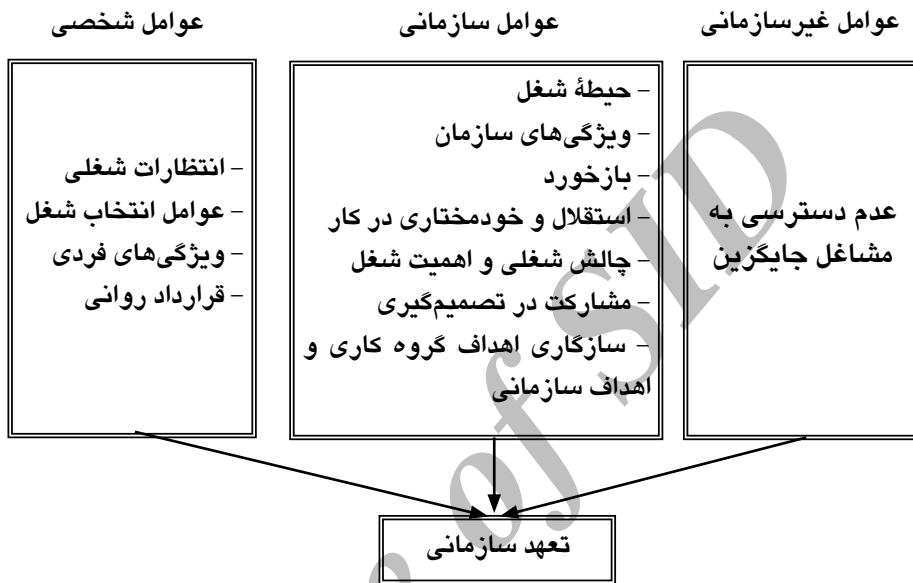 عوامل غیرسازمانی
عدم دسترسی به
مشاغل جایگزین
عوامل سازمانی
- حیطهٔ شغل
- ویژگی‌های سازمان
- بازخورد
- استقلال و خودمختاری در کار
- چالش شغلی و اهمیت شغل
- مشارکت در تصمیم‌گیری
- سازگاری اهداف گروه کاری و
اهداف سازمانی
عوامل شخصی
- انتظارات شغلی
- عوامل انتخاب شغل
- ویژگی‌های فردی
- قرارداد روانی
تعهد سازمانی
of SID